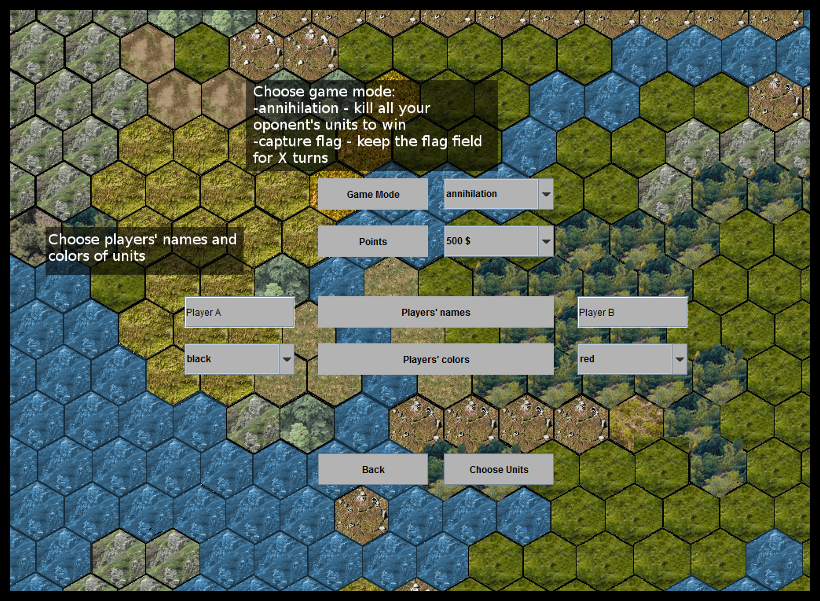 Choose game mode:
-annihilation - kill all your
opponent's units to win
-capture flag - keep the flag field
for X turns
Game Mode
annihilation
Choose players' names and
colors of units
Points
500 $
Player A
Players' names
Player B
black
Players' colors
red
Back
Choose Units